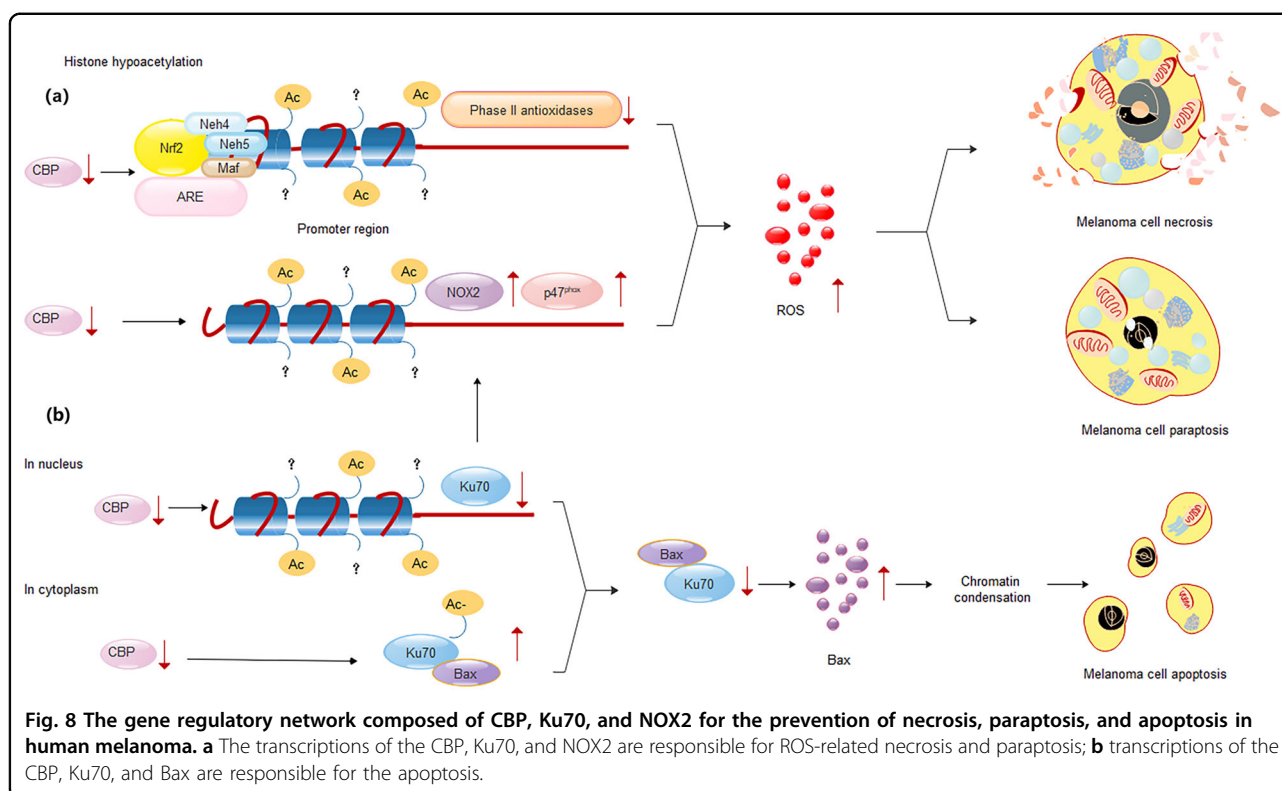 Histone hypoacetylation
(a)
Ac
?
Ac
Phase II antioxidases
Neh4
Nrf2
Neh5
Maf
CBP
ARE
?
Ac
?
Promoter region
Melanoma cell necrosis
Ac
?
Ac
NOX2
p47phox
CBP
ROS
?
Ac
?
(b)
Melanoma cell paraptosis
In nucleus
?
Ac
?
Ku70
CBP
Ac
?
Ac
Bax
Ku70
In cytoplasm
Ac-
Chromatin
condensation
CBP
Ku70
Bax
Bax
Melanoma cell apoptosis
Fig. 8 The gene regulatory network composed of CBP, Ku70, and NOX2 for the prevention of necrosis, paraptosis, and apoptosis in
human melanoma. a The transcriptions of the CBP, Ku70, and NOX2 are responsible for ROS-related necrosis and paraptosis; b transcriptions of the
CBP, Ku70, and Bax are responsible for the apoptosis.